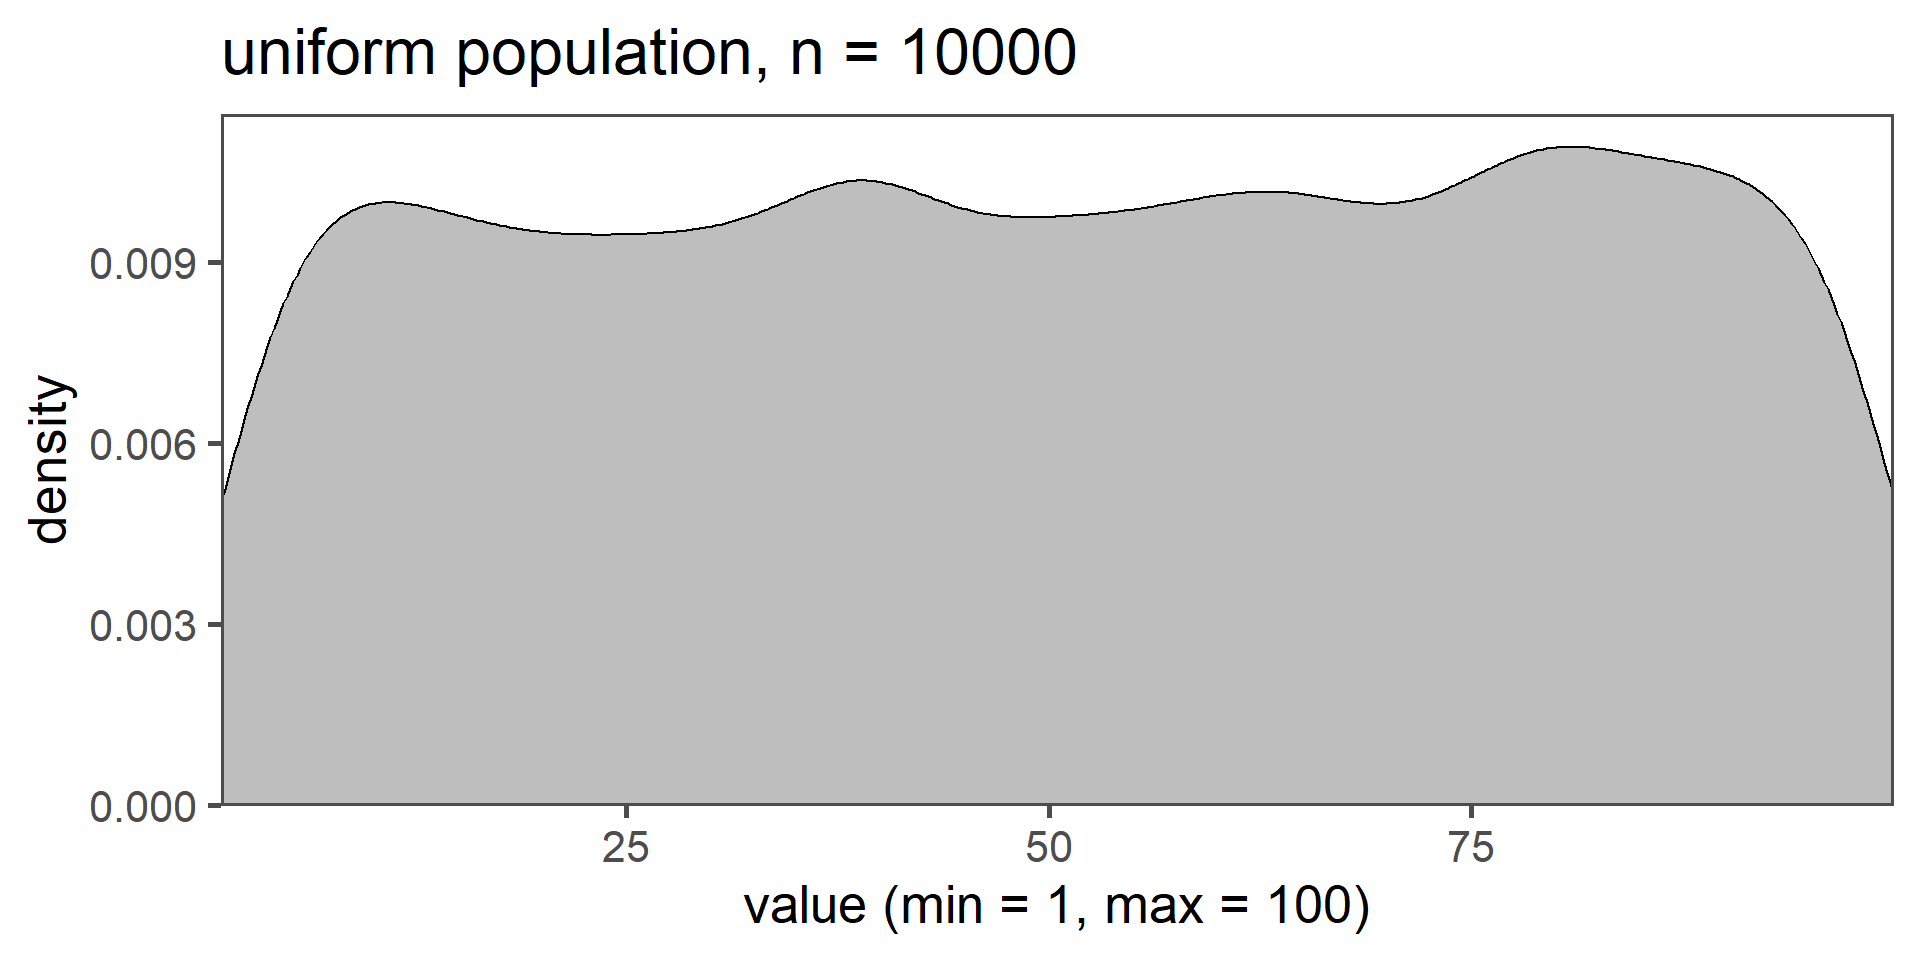 uniform population, n = 10000
density
0.009
0.006
0.003
0.000
25 50 75
value (min = 1, max = 100)